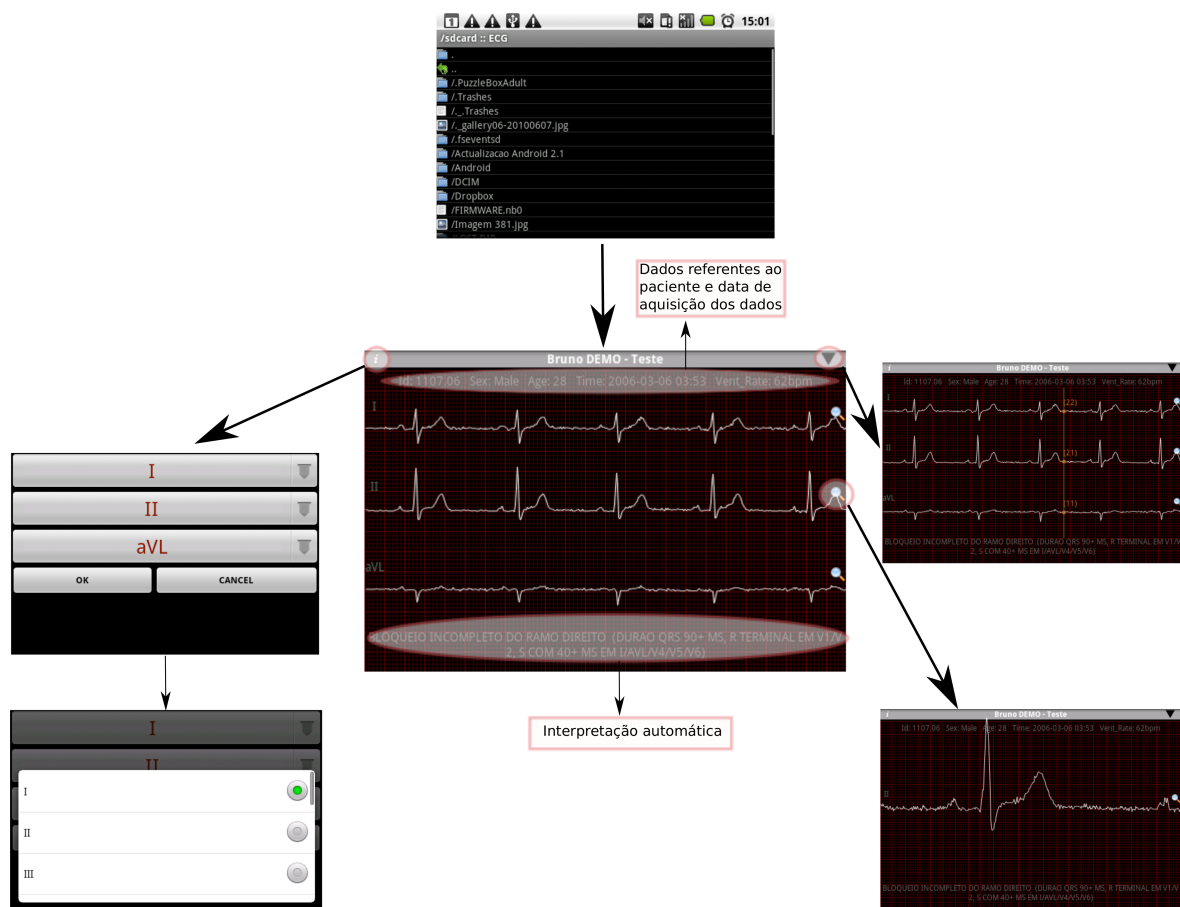 15:01
/sdcard :: ECG
.
..
/.PuzzleBoxAdult
/.Trashes
/._.Trashes
/._gallery06-20100607.jpg
/.fseventsd
/Actualizacao Android 2.1
/Android
/DCIM
/Dropbox
/FIRMWARE.nb0
/Imagem 381.jpg
Dados referentes ao
paciente e data de
aquisição dos dados
i
Bruno DEMO - Teste
Id: 1107.06 Sex: Male Age: 28 Time: 2006-03-06 03:53 Vent_Rate: 62bpm
I
II
aVL
BLOQUEIO INCOMPLETO DO RAMO DIREITO (DURAO QRS 90+ MS, R TERMINAL EM V1/V
2, S COM 40+ MS EM I/AVL/V4/V5/V6)
Interpretação automática
i
Bruno DEMO - Teste
Id: 1107.06 Sex: Male Age: 28 Time: 2006-03-06 03:53 Vent_Rate: 62bpm
I
(22)
II
(21)
aVL
(11)
BLOQUEIO INCOMPLETO DO RAMO DIREITO (DURAO QRS 90+ MS, R TERMINAL EM V1/V
2, S COM 40+ MS EM I/AVL/V4/V5/V6)
I
II
aVL
OK CANCEL
I
II
I
II
III
i
Bruno DEMO - Teste
Id: 1107.06 Sex: Male Age: 28 Time: 2006-03-06 03:53 Vent_Rate: 62bpm
II
BLOQUEIO INCOMPLETO DO RAMO DIREITO (DURAO QRS 90+ MS, R TERMINAL EM V1/V
2, S COM 40+ MS EM I/AVL/V4/V5/V6)